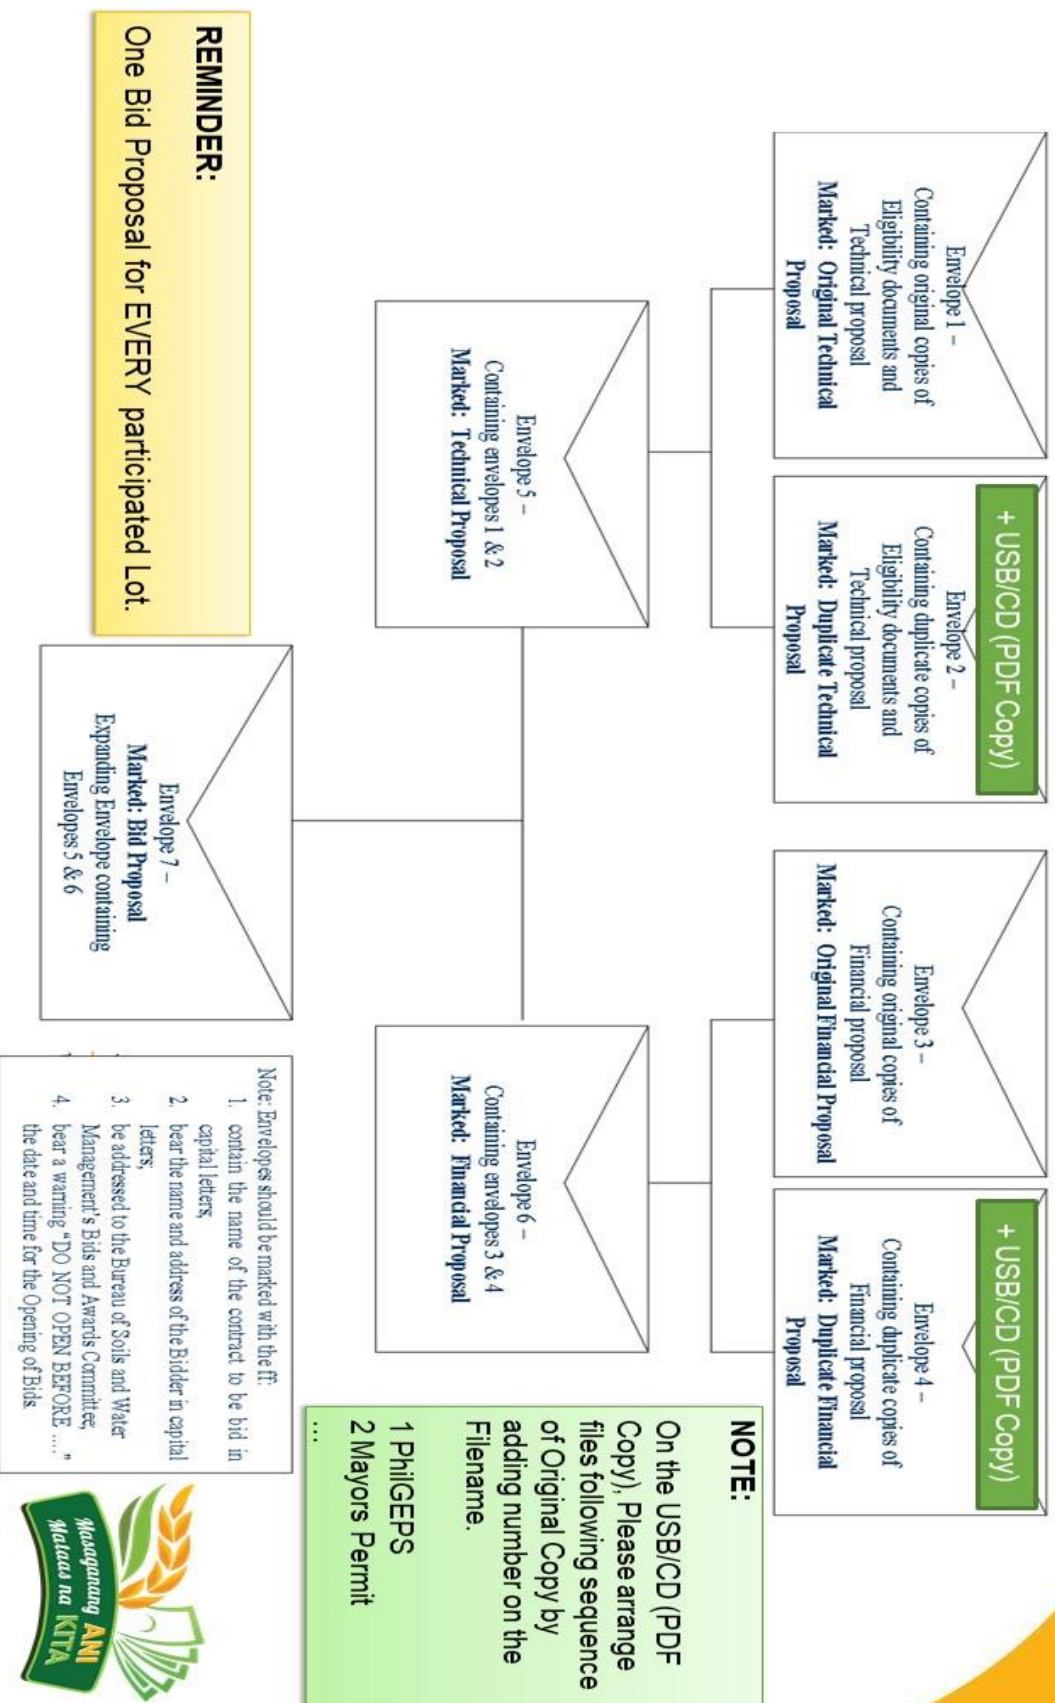 + USB/CD (PDF Copy)
+ USB/CD (PDF Copy)
Envelope 1 –
Containing original copies of
Eligibility documents and
Technical proposal
Marked: Original Technical
Proposal
Envelope 2 –
Containing duplicate copies of
Eligibility documents and
Technical proposal
Marked: Duplicate Technical
Proposal
Envelope 3 –
Containing original copies of
Financial proposal
Marked: Original Financial Proposal
Envelope 4 –
Containing duplicate copies of
Financial proposal
Marked: Duplicate Financial
Proposal
Envelope 5 –
Containing envelopes 1 & 2
Marked: Technical Proposal
Envelope 6 –
Containing envelopes 3 & 4
Marked: Financial Proposal
NOTE:
On the USB/CD (PDF
Copy), Please arrange
files following sequence
of Original Copy by
adding number on the
Filename.
1 PhilGEPS
2 Mayors Permit
...
REMINDER:
One Bid Proposal for EVERY participated Lot.
Envelope 7 –
Marked: Bid Proposal
Expanding Envelope containing
Envelopes 5 & 6
Note: Envelopes should be marked with the ff:
1. contain the name of the contract to be bid in
capital letters;
2. bear the name and address of the Bidder in capital
letters;
3. be addressed to the Bureau of Soils and Water
Management's Bids and Awards Committee;
4. bear a warning “DO NOT OPEN BEFORE .... ”
the date and time for the Opening of Bids.
Masaganang ANI
Mataas na KITA